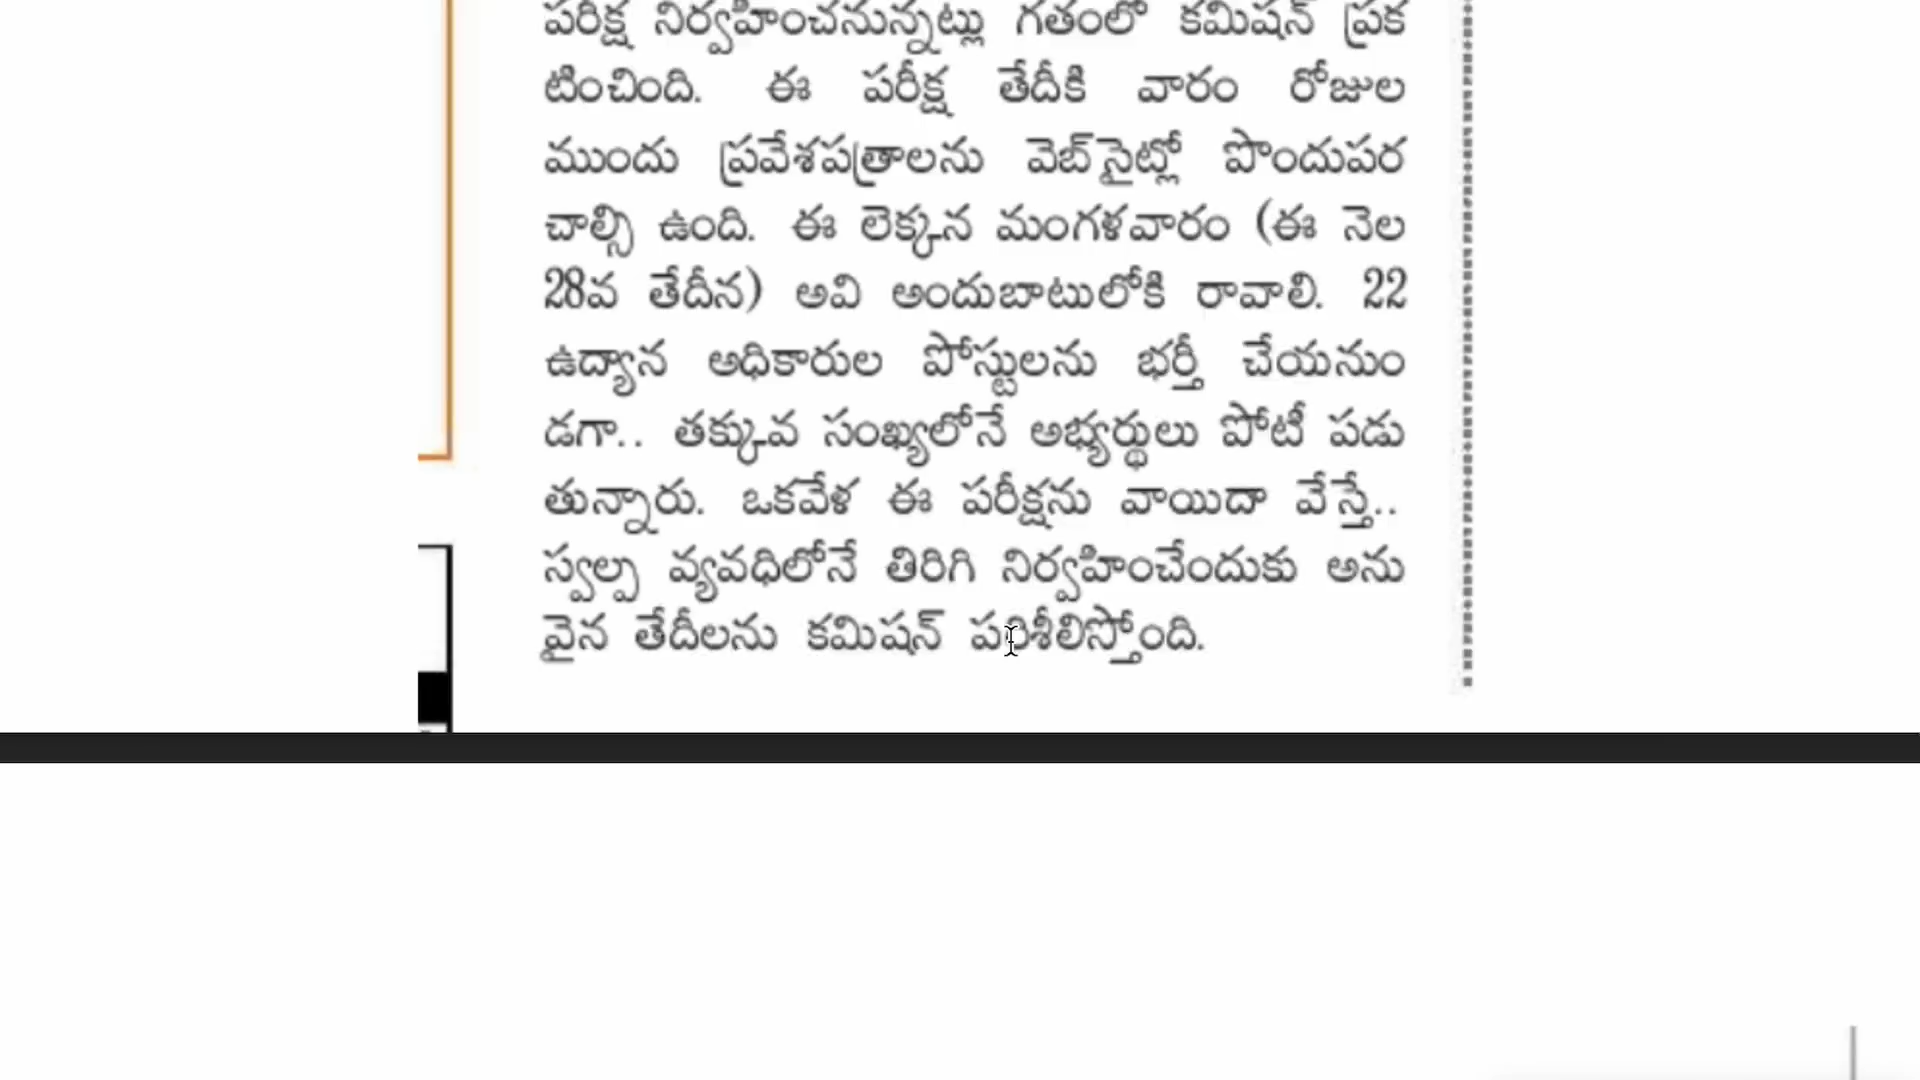 పరీక్ష నిర్వహించనున్నట్లు గతంలో కమిషన్ ప్రక
టించింది. ఈ పరీక్ష తేదీకి వారం రోజుల
ముందు ప్రవేశపత్రాలను వెబ్‌సైట్లో పొందుపర
చాల్సి ఉంది. ఈ లెక్కన మంగళవారం (ఈ నెల
28వ తేదీన) అవి అందుబాటులోకి రావాలి. 22
ఉద్యాన అధికారుల పోస్టులను భర్తీ చేయనుం
డగా.. తక్కువ సంఖ్యలోనే అభ్యర్థులు పోటీ పడు
తున్నారు. ఒకవేళ ఈ పరీక్షను వాయిదా వేస్తే..
స్వల్ప వ్యవధిలోనే తిరిగి నిర్వహించేందుకు అను
వైన తేదీలను కమిషన్ పరిశీలిస్తోంది.